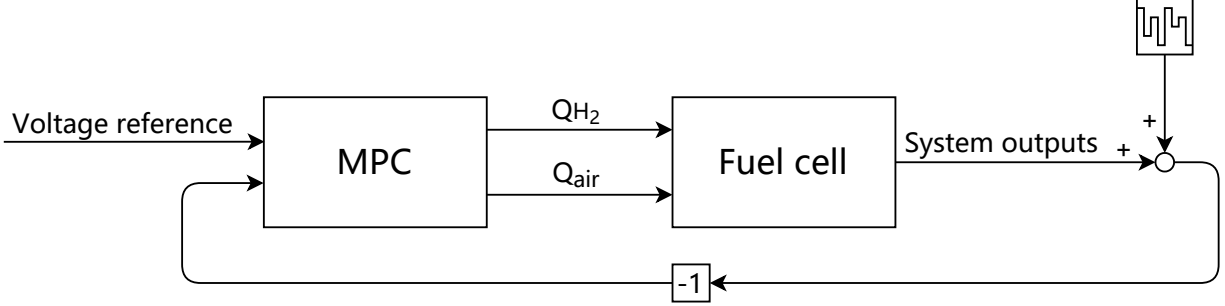 Voltage reference
MPC
QH₂
Qair
Fuel cell
System outputs
+
+
-1